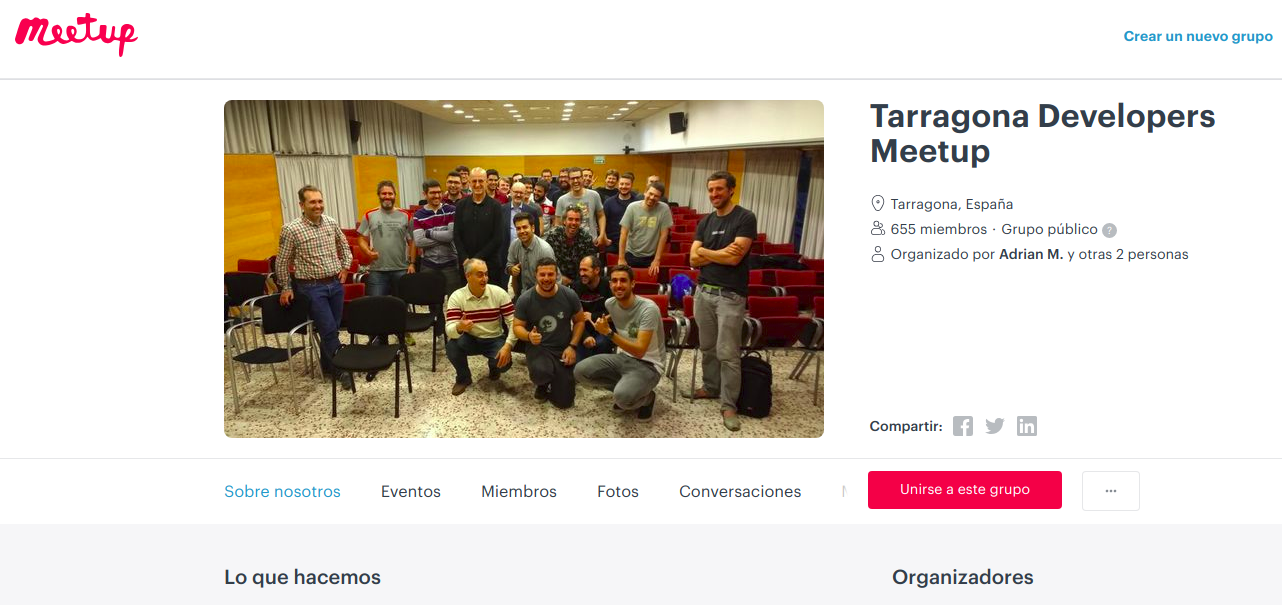 Meetup
Crear un nuevo grupo
Tarragona Developers
Meetup
Tarragona, España
655 miembros · Grupo público ?
Organizado por Adrian M. y otras 2 personas
Compartir:
Sobre nosotros Eventos Miembros Fotos Conversaciones
Unirse a este grupo
...
Lo que hacemos
Organizadores